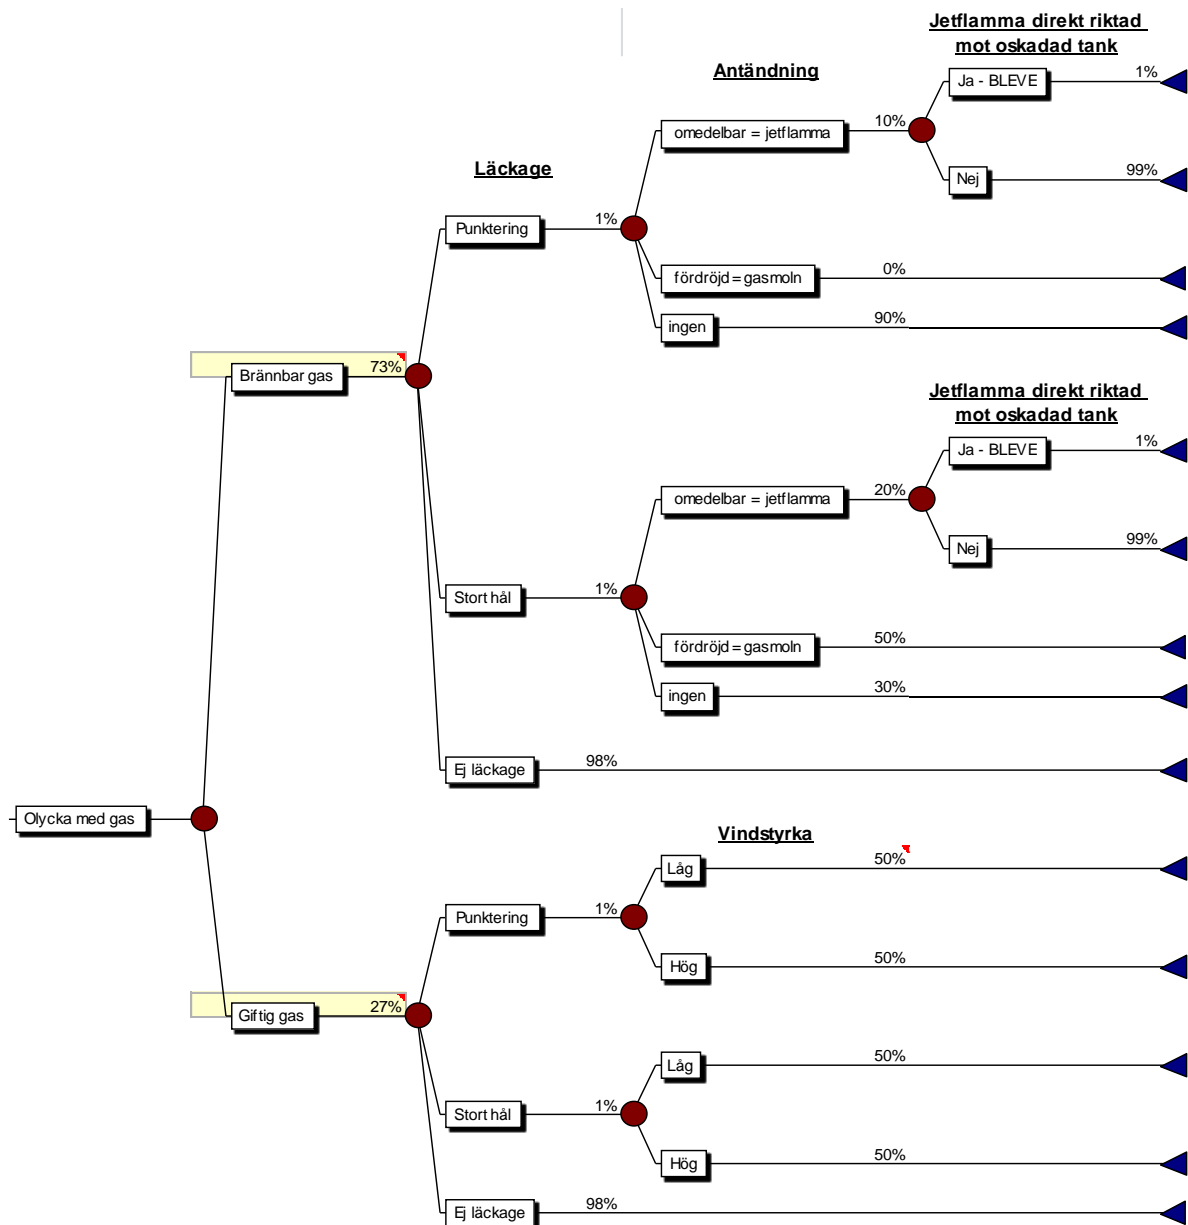 Jetflamma direkt riktad
mot oskadad tank
Antändning
Ja - BLEVE
1%
omedelbar = jetflamma
10%
Läckage
Nej
99%
Punktering
1%
fördröjd=gasmoln
0%
ingen
90%
Brännbar gas
73%
Jetflamma direkt riktad
mot oskadad tank
Ja - BLEVE
1%
omedelbar = jetflamma
20%
Nej
99%
Stort hål
1%
fördröjd=gasmoln
50%
ingen
30%
Ej läckage
98%
Olycka med gas
Vindstyrka
Låg
50%
Punktering
1%
Hög
50%
Giftig gas
27%
Låg
50%
Stort hål
1%
Hög
50%
Ej läckage
98%